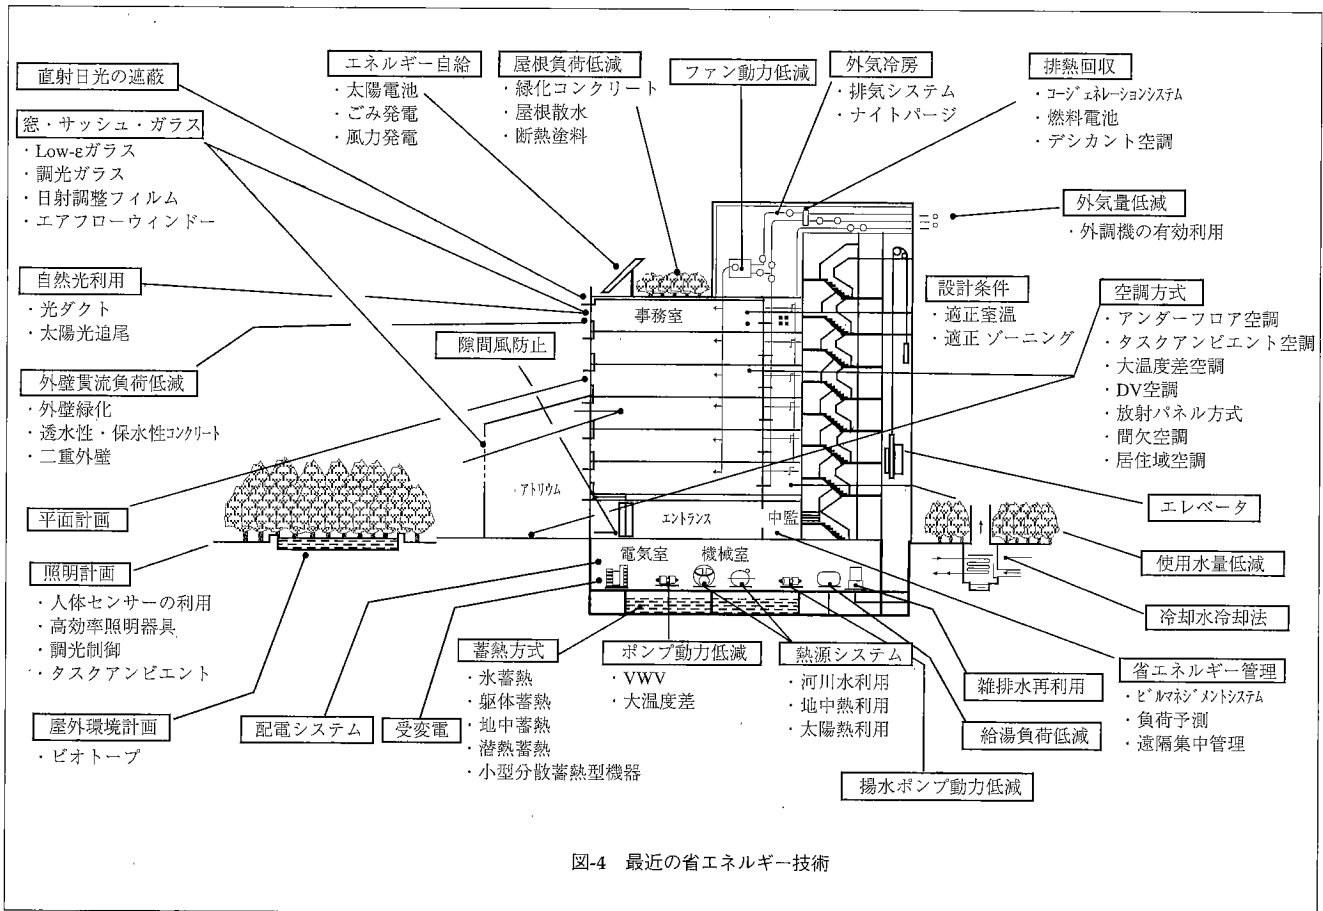 直射日光の遮蔽
窓・サッシュ・ガラス
・Low-εガラス
・調光ガラス
・日射調整フィルム
・エアフローウィンドー
自然光利用
・光ダクト
・太陽光追尾
外壁貫流負荷低減
・外壁緑化
・透水性・保水性コンクリート
・二重外壁
平面計画
照明計画
・人体センサーの利用
・高効率照明器具
・調光制御
・タスクアンビエント
屋外環境計画
・ビオトープ
エネルギー自給
・太陽電池
・ごみ発電
・風力発電
屋根負荷低減
・緑化コンクリート
・屋根散水
・断熱塗料
ファン動力低減
外気冷房
・排気システム
・ナイトパージ
排熱回収
・コージェネレーションシステム
・燃料電池
・デシカント空調
外気量低減
・外調機の有効利用
設計条件
・適正室温
・適正 ゾーニング
空調方式
・アンダーフロア空調
・タスクアンビエント空調
・大温度差空調
・DV空調
・放射パネル方式
・間欠空調
・居住域空調
隙間風防止
事務室
・アトリウム
エントランス
中監
電気室
機械室
エレベータ
使用水量低減
冷却水冷却法
省エネルギー管理
・ビルマネジメントシステム
・負荷予測
・遠隔集中管理
配電システム
受変電
蓄熱方式
・氷蓄熱
・躯体蓄熱
・地中蓄熱
・潜熱蓄熱
・小型分散蓄熱型機器
ポンプ動力低減
・VWV
・大温度差
熱源システム
・河川水利用
・地中熱利用
・太陽熱利用
雑排水再利用
給湯負荷低減
揚水ポンプ動力低減
図-4 最近の省エネルギー技術